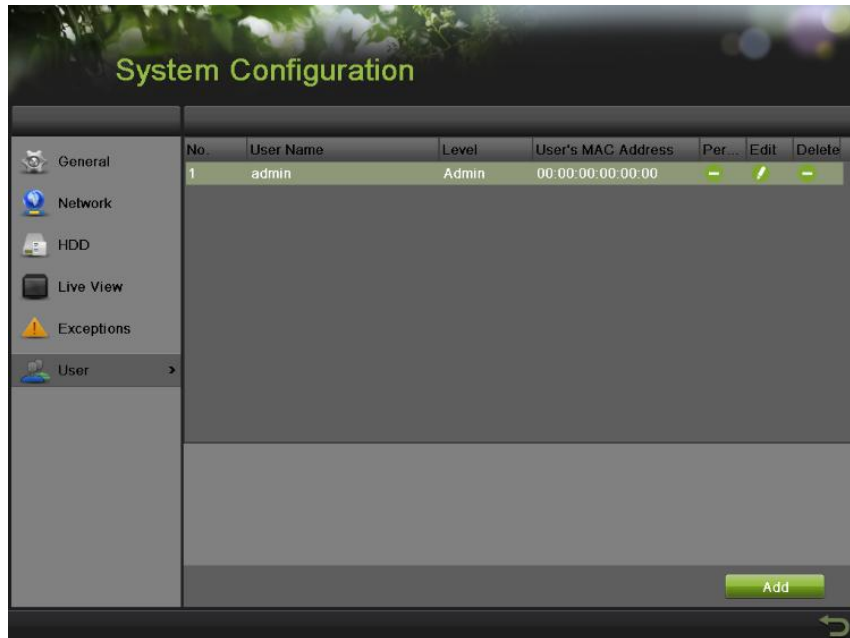 System Configuration
No. User Name Level User's MAC Address Per... Edit Delete
1 admin Admin 00:00:00:00:00:00
General
Network
HDD
Live View
Exceptions
User >
Add